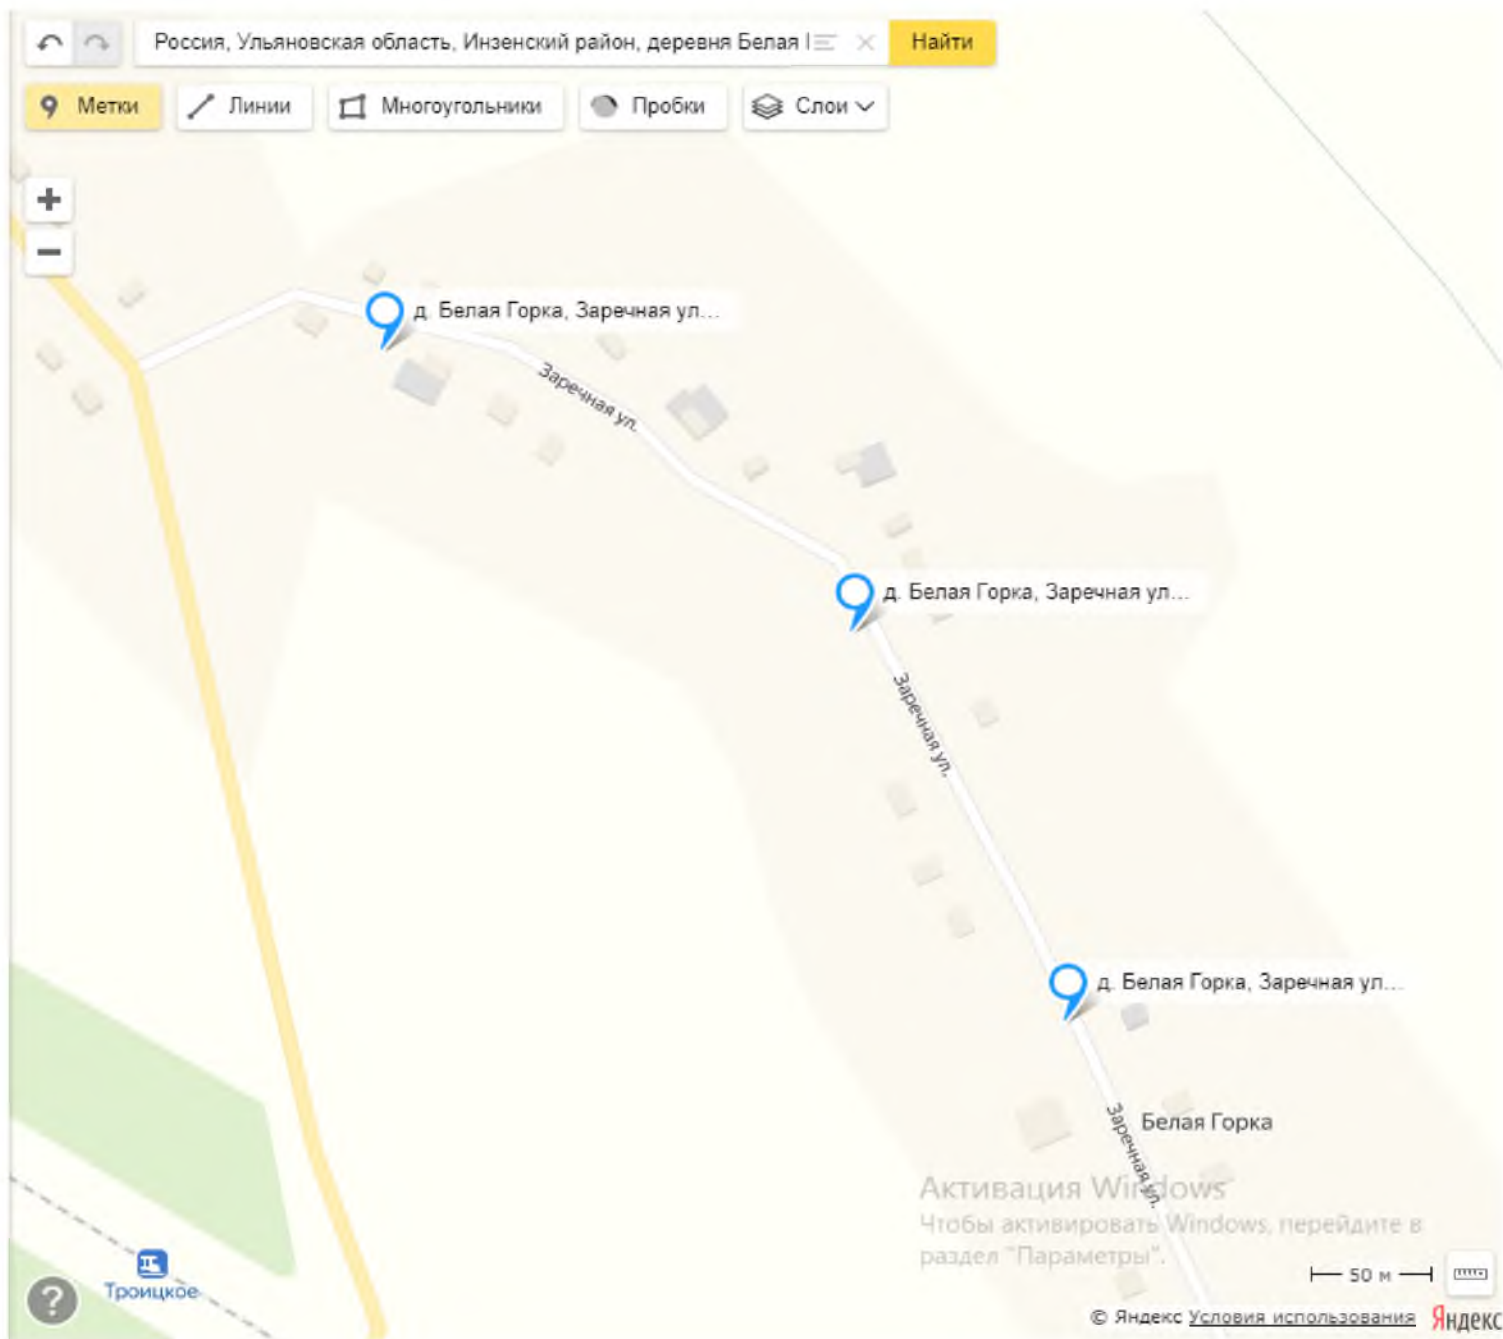 Россия, Ульяновская область, Инзенский район, деревня Белая
Найти
Метки
Линии
Многоугольники
Пробки
Слои
д. Белая Горка, Заречная ул...
Заречная ул.
д. Белая Горка, Заречная ул...
Заречная ул.
д. Белая Горка, Заречная ул...
Белая Горка
Заречная ул.
Активация Windows
Чтобы активировать Windows, перейдите в
раздел "Параметры".
Троицкое
50 м
© Яндекс Условия использования Яндекс